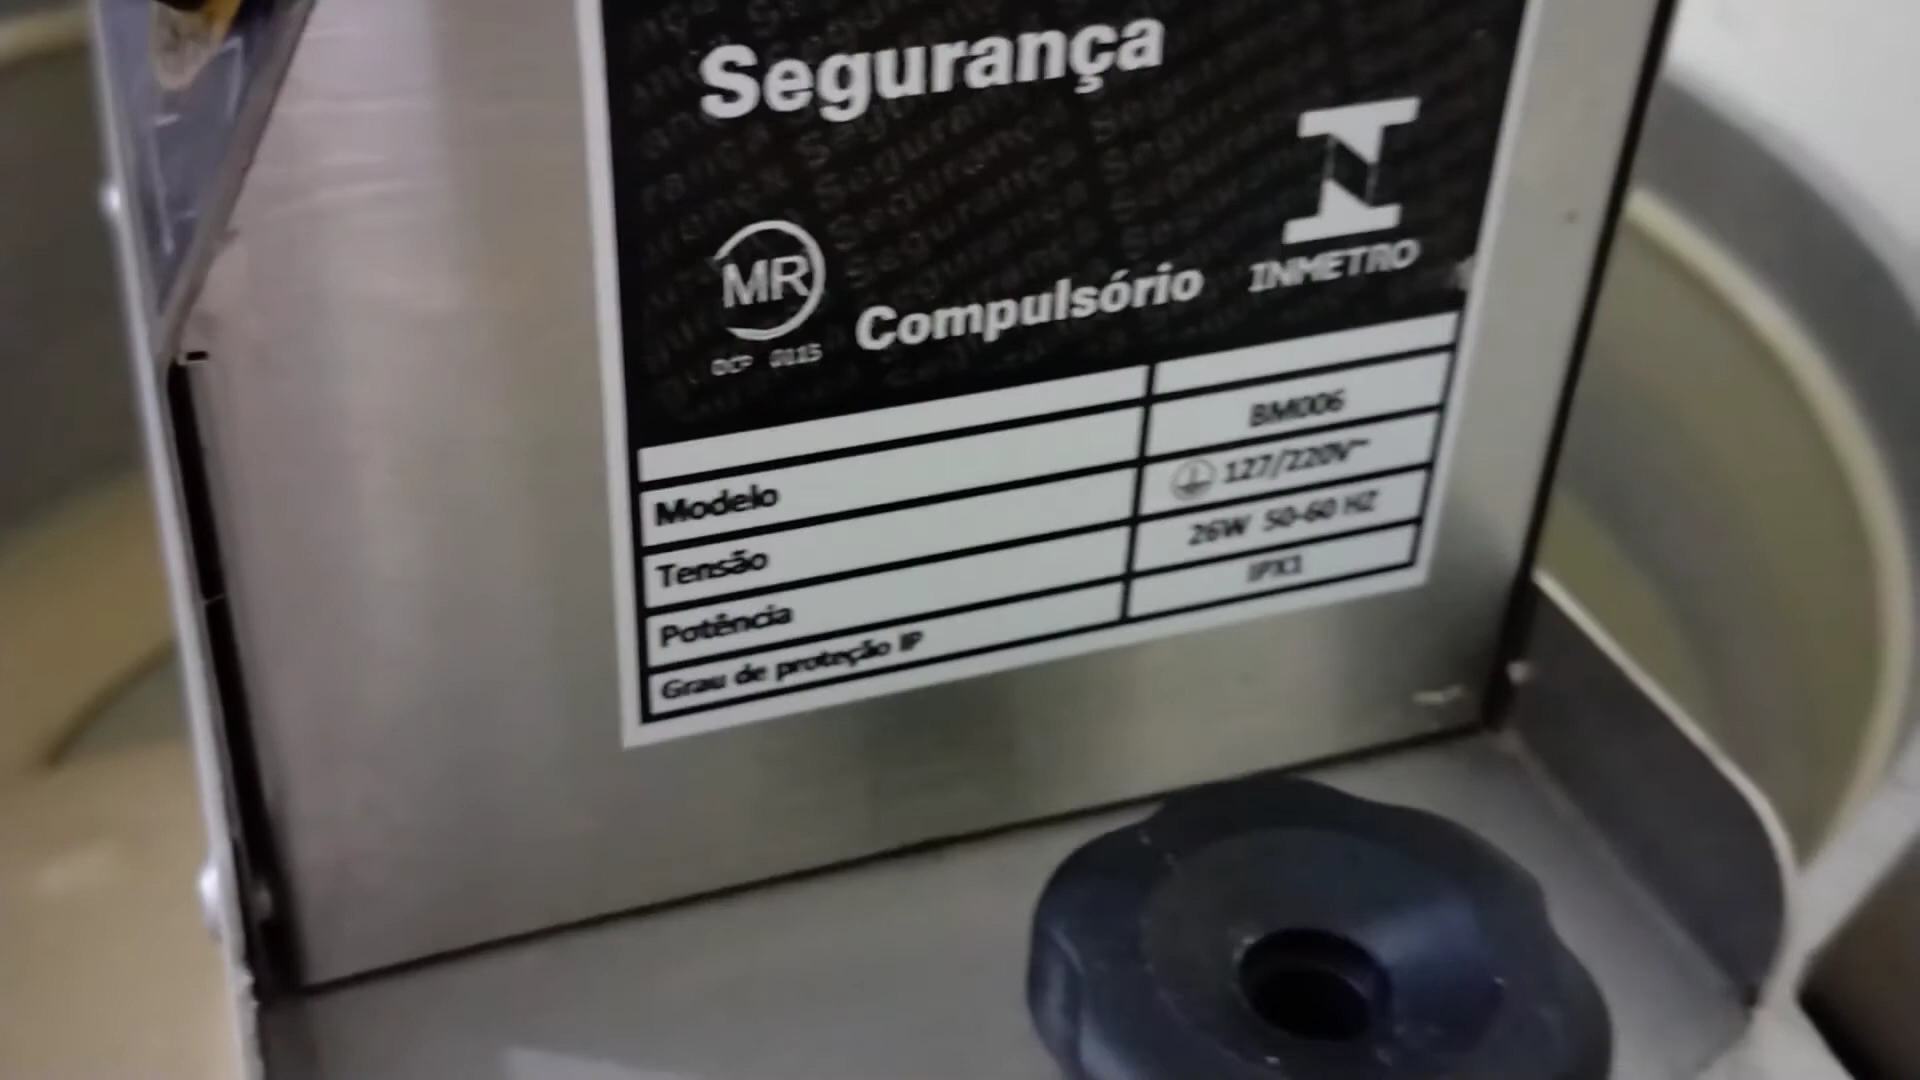 Segurança
MR
OCP 0115
Compulsório
INMETRO
Modelo BM006
Tensão 127/220V~
Potência 26W 50-60 HZ
Grau de proteção IP IPX1